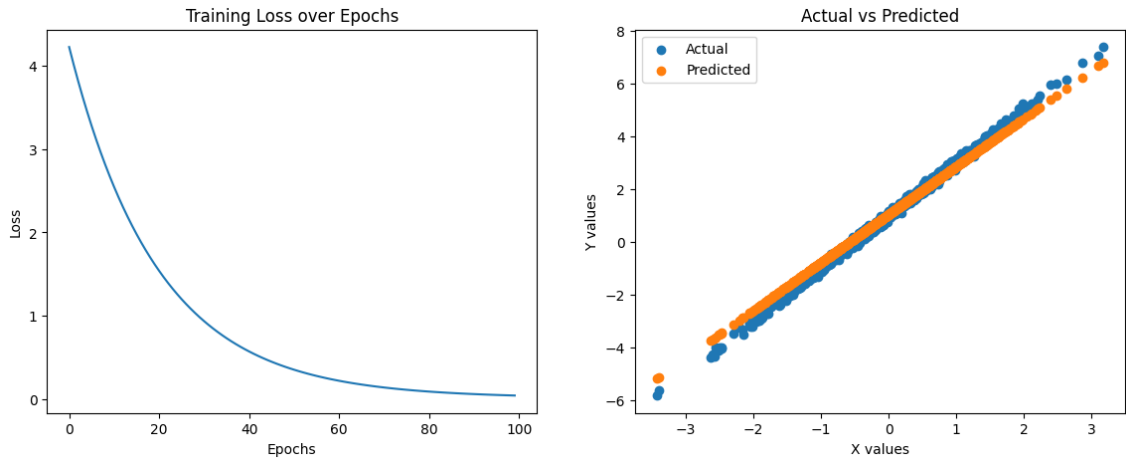 Training Loss over Epochs
4
3
2
1
0
Loss
0 20 40 60 80 100
Epochs
Actual vs Predicted
Actual
Predicted
8
6
4
2
0
−2
−4
−6
Y values
−3 −2 −1 0 1 2 3
X values